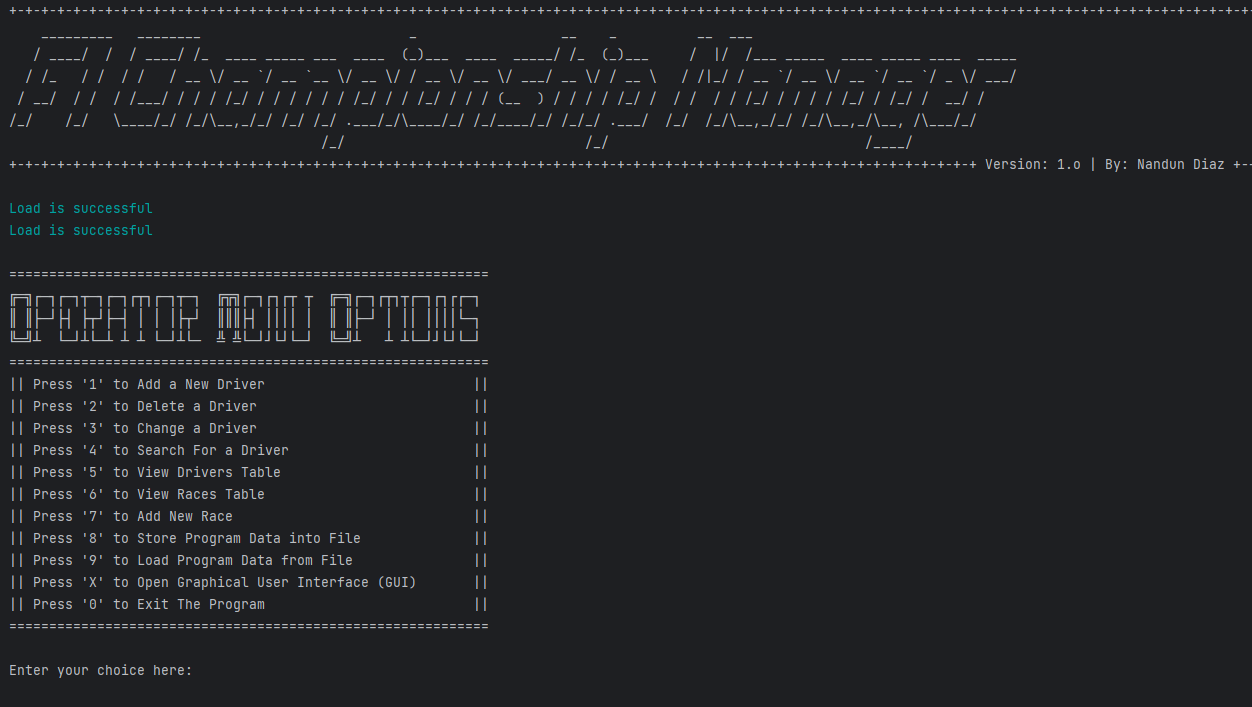 F1 Championship Manager
Version: 1.o | By: Nandun Diaz
Load is successful
Load is successful
OPERATOR MENU OPTIONS
|| Press '1' to Add a New Driver ||
|| Press '2' to Delete a Driver ||
|| Press '3' to Change a Driver ||
|| Press '4' to Search For a Driver ||
|| Press '5' to View Drivers Table ||
|| Press '6' to View Races Table ||
|| Press '7' to Add New Race ||
|| Press '8' to Store Program Data into File ||
|| Press '9' to Load Program Data from File ||
|| Press 'X' to Open Graphical User Interface (GUI) ||
|| Press '0' to Exit The Program ||
Enter your choice here: